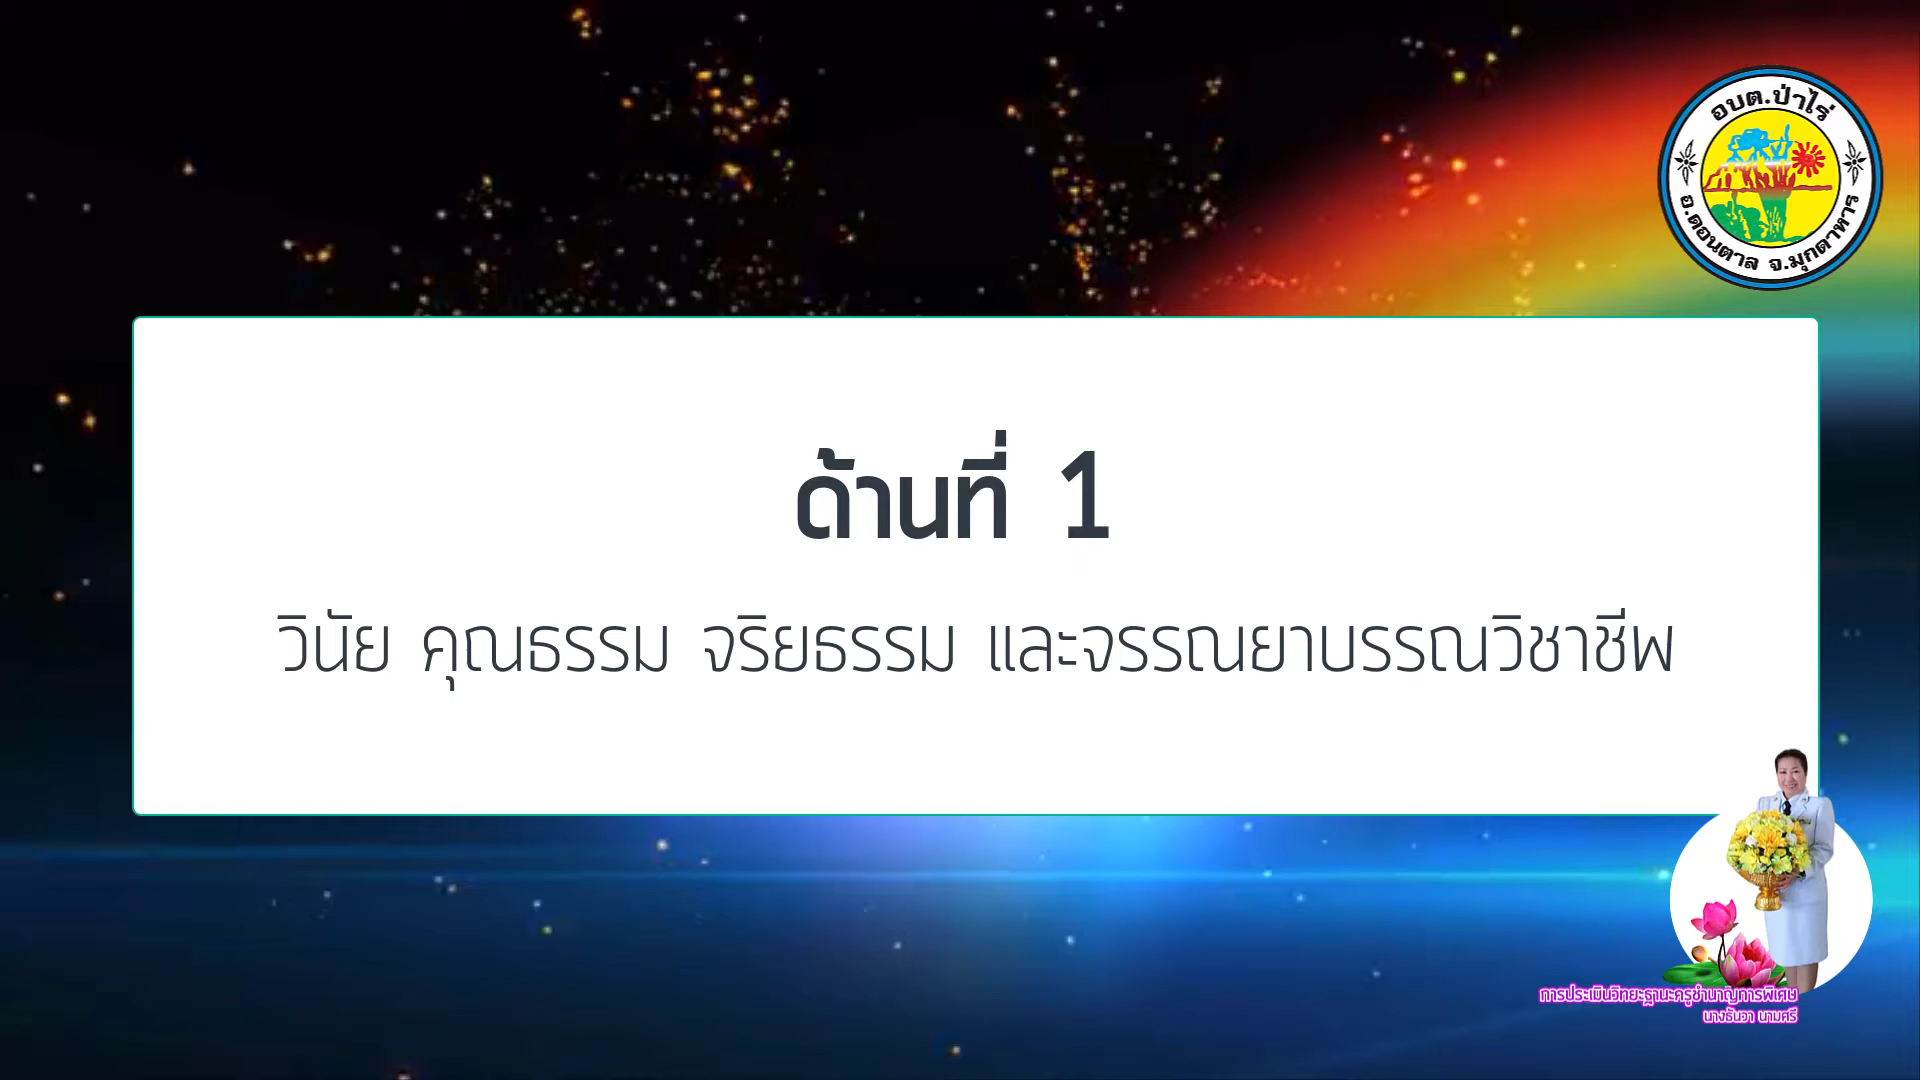 อบต.ป่าไร่
อ.ดอนตาล จ.มุกดาหาร
ด้านที่ 1
วินัย คุณธรรม จริยธรรม และจรรณยาบรรณวิชาชีพ
การประเมินวิทยะฐานะครูชำนาญการพิเศษ
นางธันวา นามศรี